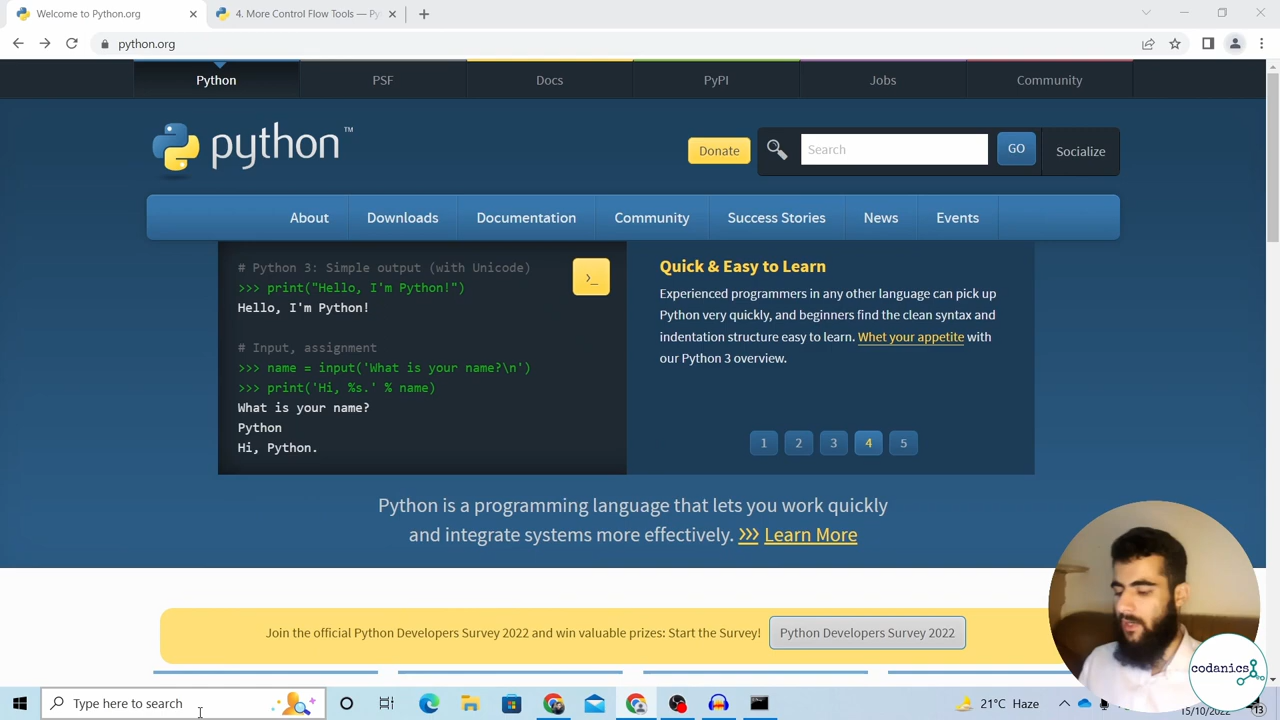 Welcome to Python.org
4. More Control Flow Tools — Py
python.org
Python
PSF
Docs
PyPI
Jobs
Community
python™
Donate
Search
GO
Socialize
About
Downloads
Documentation
Community
Success Stories
News
Events
# Python 3: Simple output (with Unicode)
>>> print("Hello, I'm Python!")
Hello, I'm Python!
# Input, assignment
>>> name = input('What is your name?\n')
>>> print('Hi, %s.' % name)
What is your name?
Python
Hi, Python.
>_
Quick & Easy to Learn
Experienced programmers in any other language can pick up
Python very quickly, and beginners find the clean syntax and
indentation structure easy to learn. Whet your appetite with
our Python 3 overview.
1 2 3 4 5
Python is a programming language that lets you work quickly
and integrate systems more effectively. >>> Learn More
Join the official Python Developers Survey 2022 and win valuable prizes: Start the Survey!
Python Developers Survey 2022
codanics
Type here to search
21°C Haze
15/10/2022
13